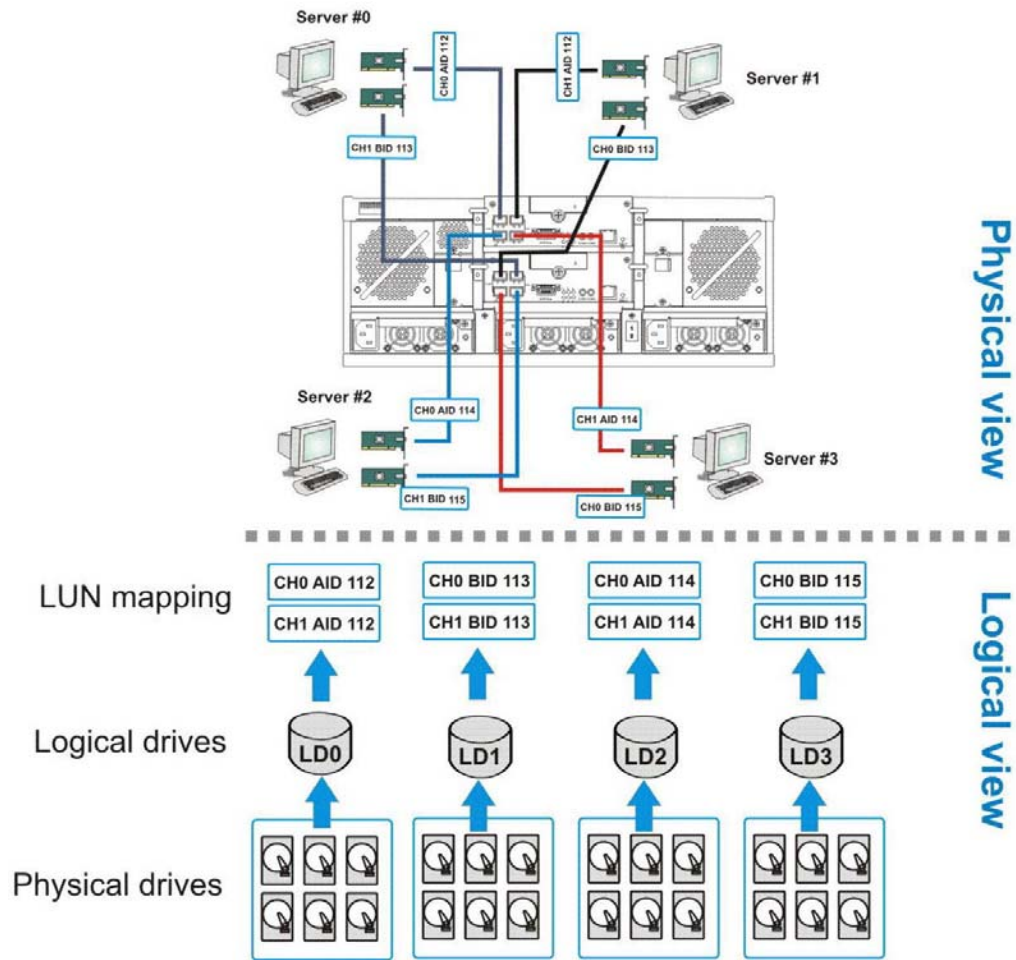 Server #0
CH0 AID 112
CH1 AID 112
Server #1
CH1 BID 113
CH0 BID 113
Physical view
Server #2
CH0 AID 114
CH1 AID 114
Server #3
CH1 BID 115
CH0 BID 115
LUN mapping
CH0 AID 112
CH0 BID 113
CH0 AID 114
CH0 BID 115
CH1 AID 112
CH1 BID 113
CH1 AID 114
CH1 BID 115
Logical view
Logical drives
LD0
LD1
LD2
LD3
Physical drives